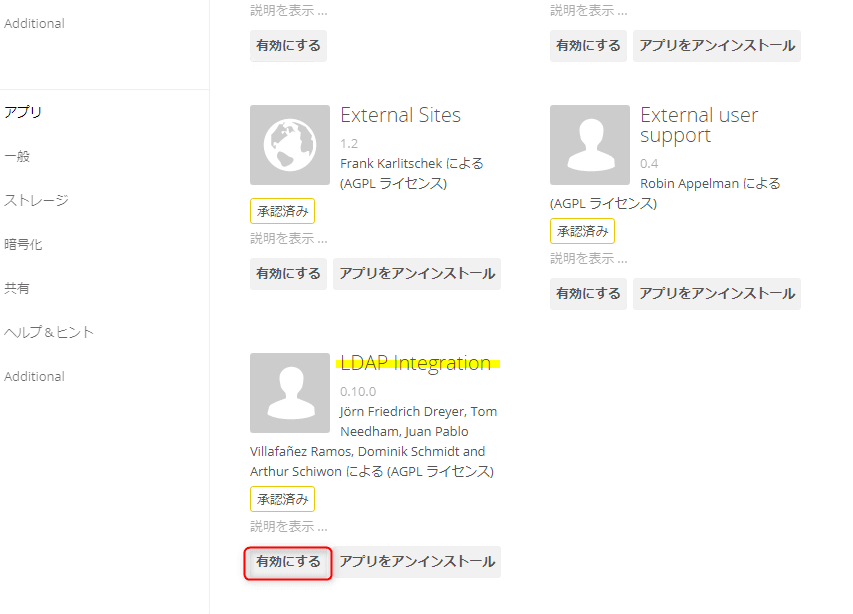 Additional
アプリ
一般
ストレージ
暗号化
共有
ヘルプ＆ヒント
Additional
説明を表示 ...
有効にする
説明を表示 ...
有効にする
アプリをアンインストール
External Sites
1.2
Frank Karlitschek による
(AGPL ライセンス)
承認済み
説明を表示 ...
有効にする
アプリをアンインストール
External user
support
0.4
Robin Appelman による
(AGPL ライセンス)
承認済み
説明を表示 ...
有効にする
アプリをアンインストール
LDAP Integration
0.10.0
Jörn Friedrich Dreyer, Tom
Needham, Juan Pablo
Villafañez Ramos, Dominik Schmidt and
Arthur Schiwon による (AGPL ライセンス)
承認済み
説明を表示 ...
有効にする
アプリをアンインストール